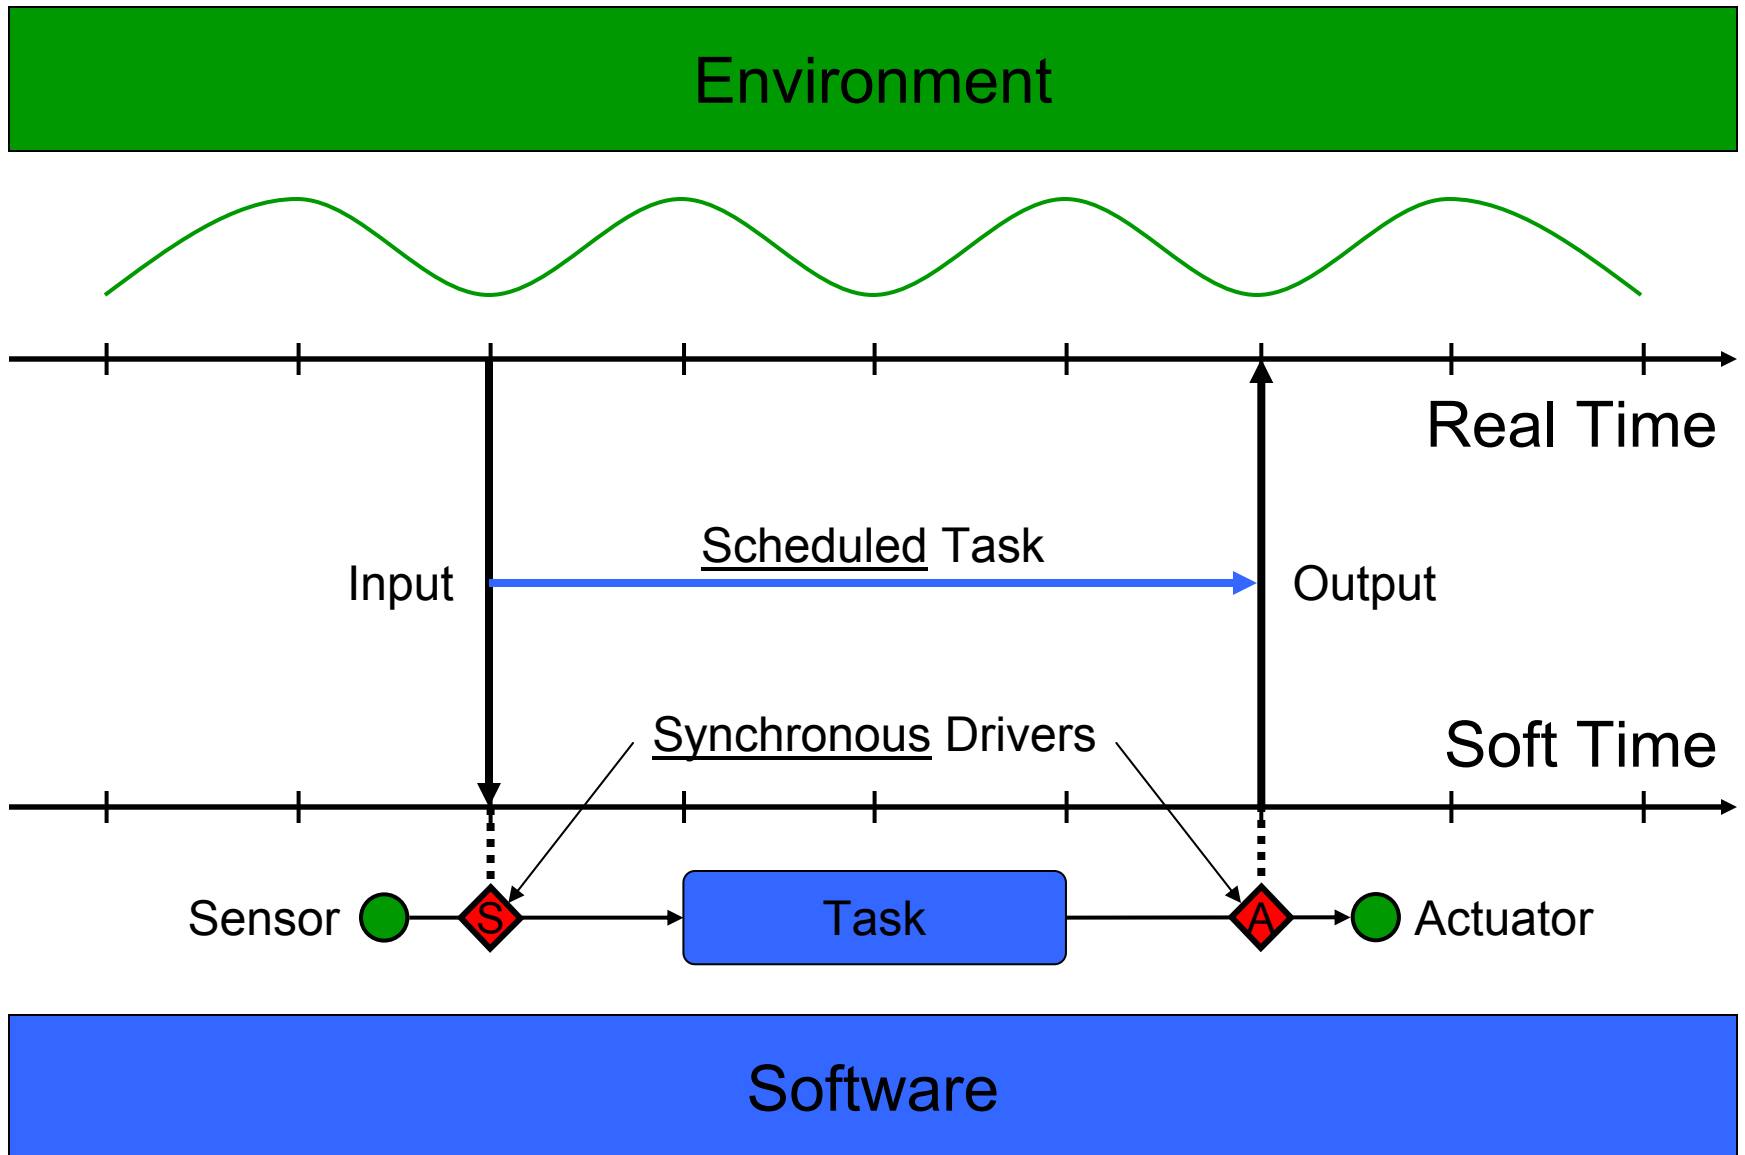 Environment
Real Time
Scheduled Task
Input
Output
Synchronous Drivers
Soft Time
Sensor
S
Task
A
Actuator
Software